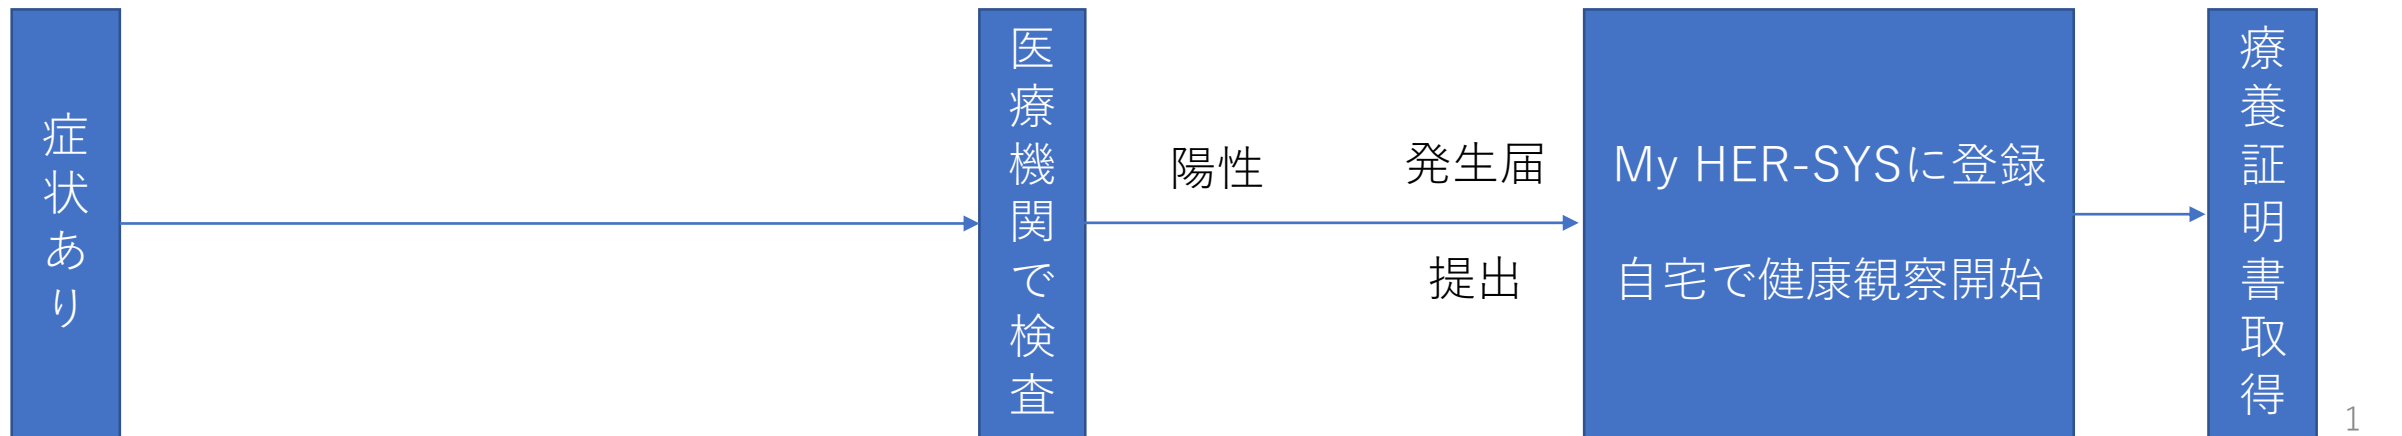 症状あり
医療機関で検査
陽性
発生届
提出
My HER-SYSに登録
自宅で健康観察開始
療養証明書取得
1